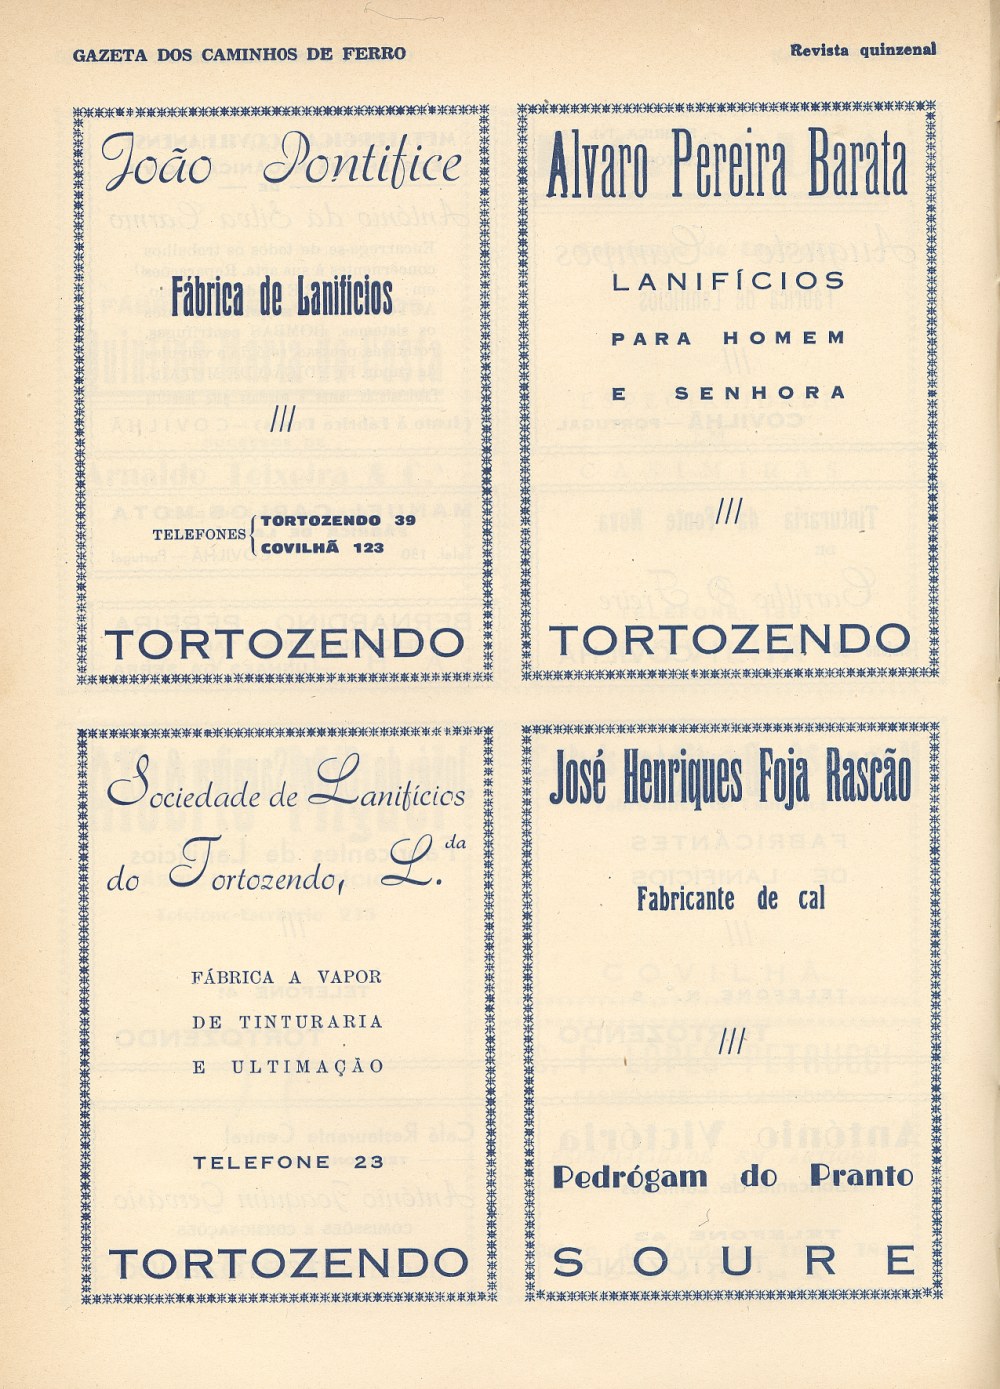 GAZETA DOS CAMINHOS DE FERRO
Revista quinzenal
João Pontifice
Fábrica de Lanifícios
///
TELEFONES { TORTOZENDO 39
COVILHÃ 123
TORTOZENDO
Alvaro Pereira Barata
LANIFÍCIOS
PARA HOMEM
E SENHORA
///
TORTOZENDO
Sociedade de Lanifícios
do Tortozendo, L.da
FÁBRICA A VAPOR
DE TINTURARIA
E ULTIMAÇÃO
TELEFONE 23
TORTOZENDO
José Henriques Foja Rascão
Fabricante de cal
///
Pedrógam do Pranto
SOURE